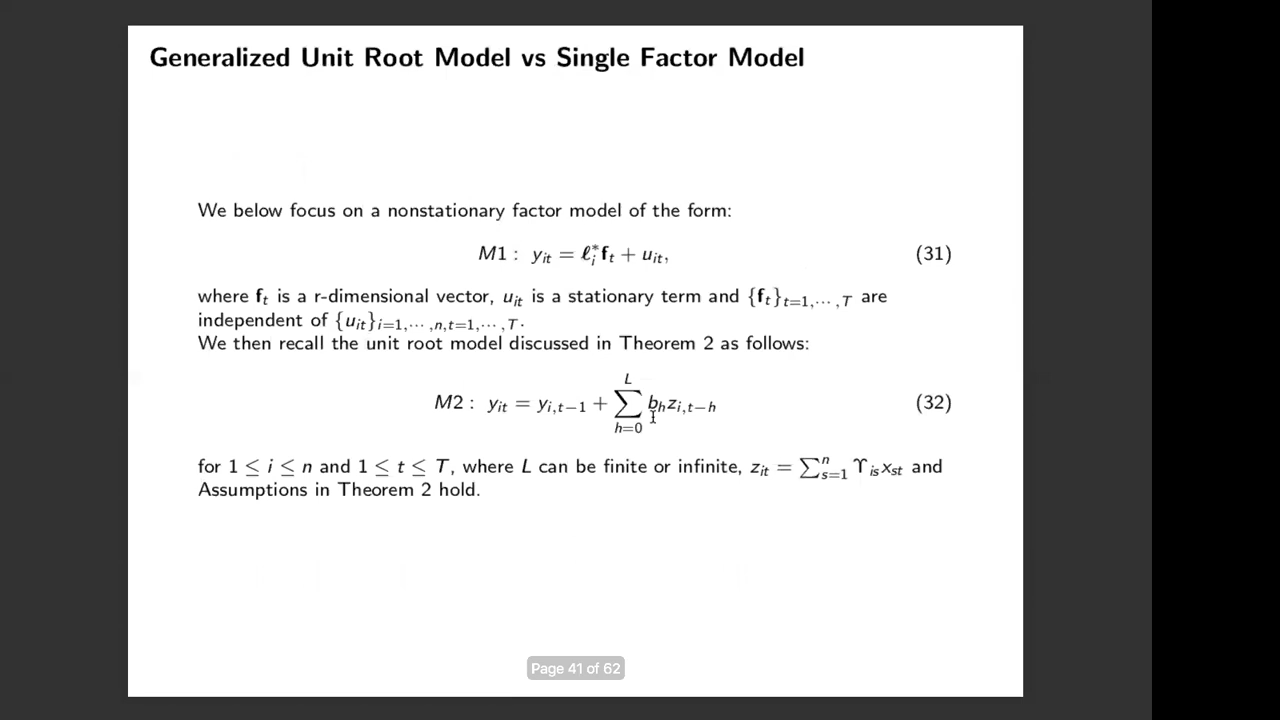 Generalized Unit Root Model vs Single Factor Model
We below focus on a nonstationary factor model of the form:
M1 : y_{it} = ℓ_i^* f_t + u_{it}, (31)
where f_t is a r-dimensional vector, u_{it} is a stationary term and {f_t}_{t=1,⋯,T} are
independent of {u_{it}}_{i=1,⋯,n,t=1,⋯,T}.
We then recall the unit root model discussed in Theorem 2 as follows:
M2 : y_{it} = y_{i,t−1} + ∑_{h=0}^{L} b_h z_{i,t−h} (32)
for 1 ≤ i ≤ n and 1 ≤ t ≤ T, where L can be finite or infinite, z_{it} = ∑_{s=1}^{n} ϒ_{is} x_{st} and
Assumptions in Theorem 2 hold.
Page 41 of 62